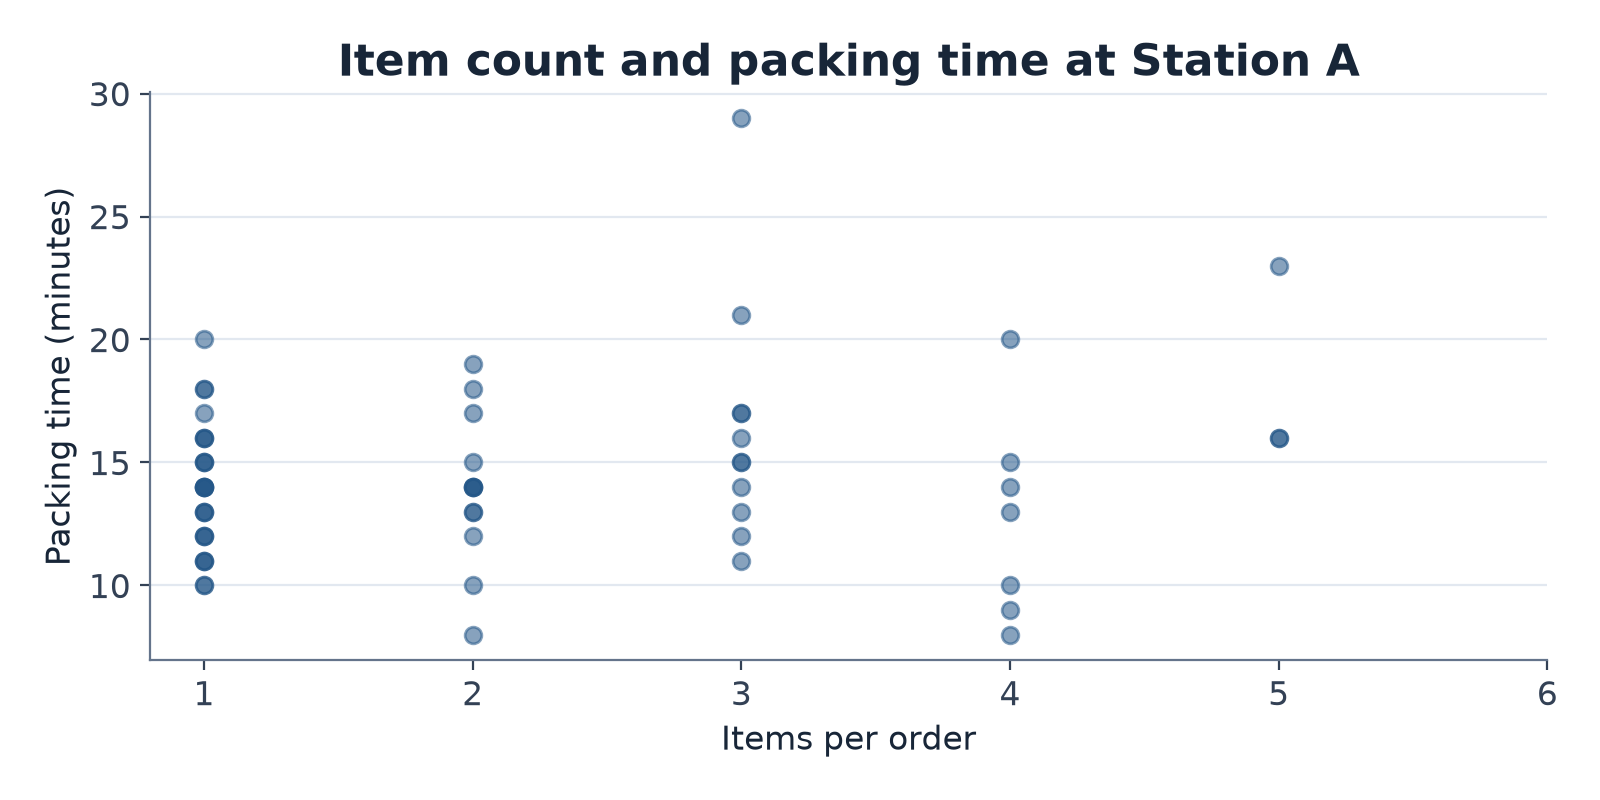 Item count and packing time at Station A
30
25
20
15
10
Packing time (minutes)
1 2 3 4 5 6
Items per order